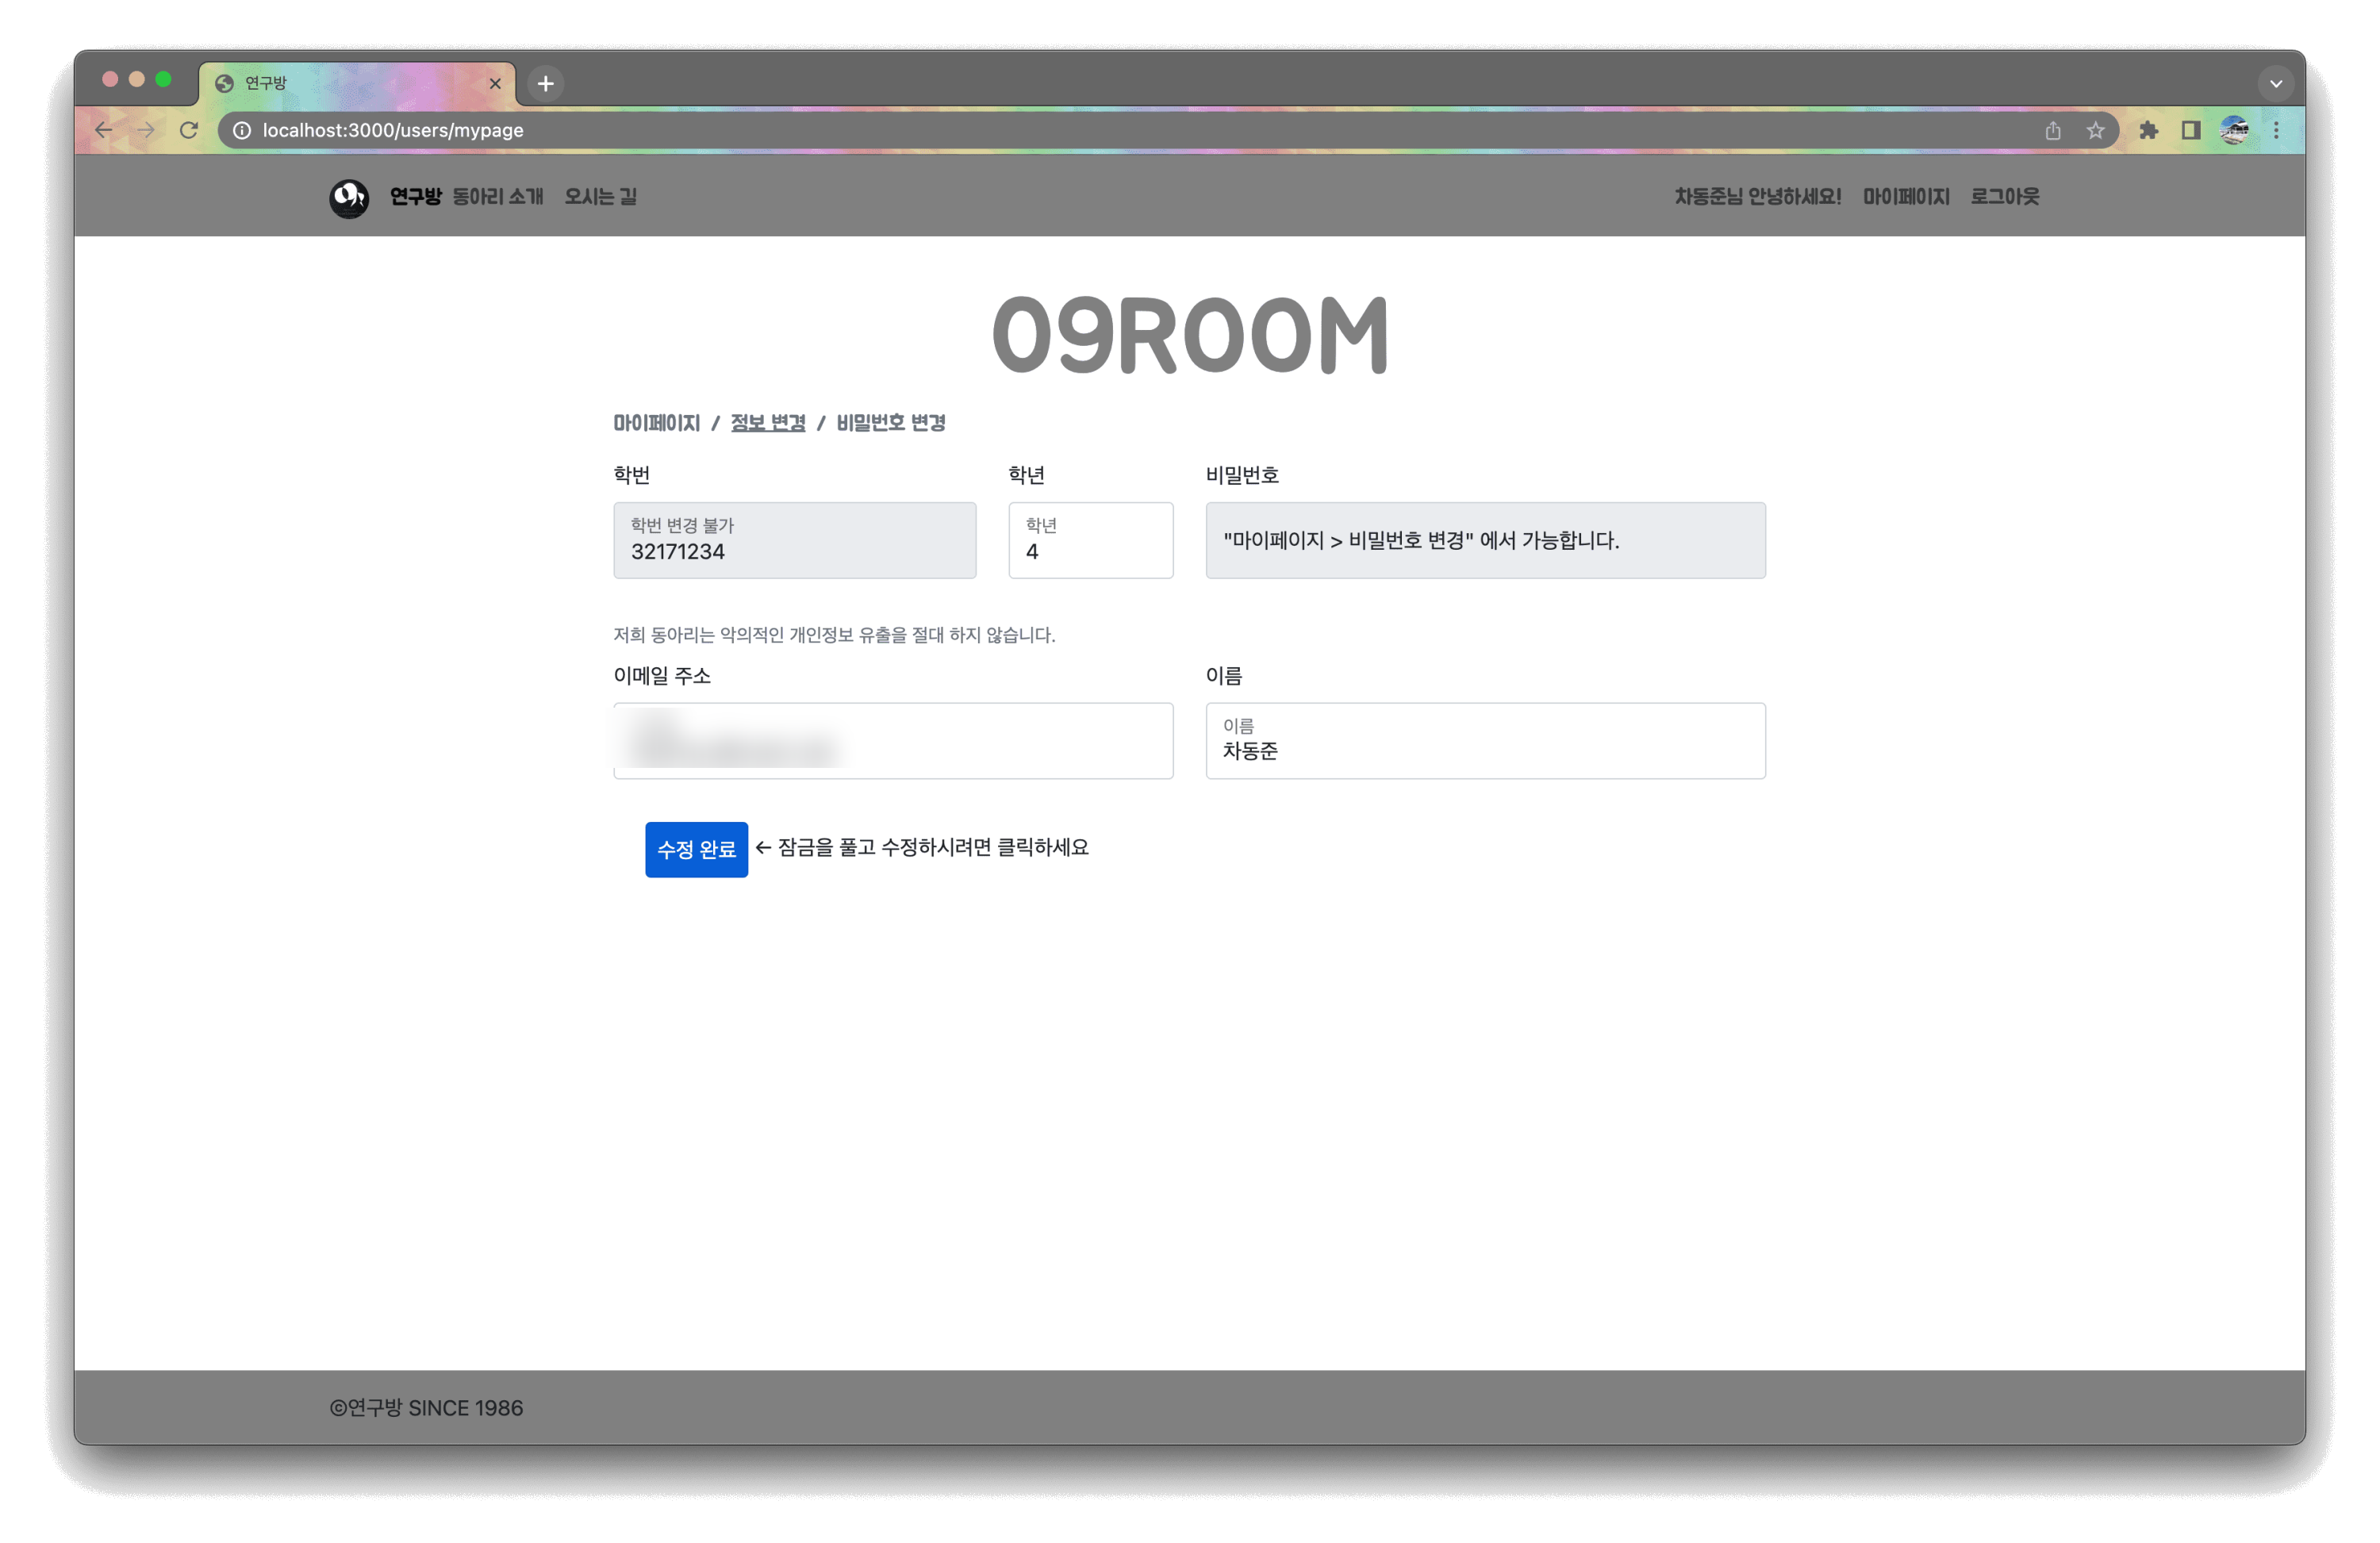 연구방
localhost:3000/users/mypage
연구방 동아리 소개 오시는 길 차동준님 안녕하세요! 마이페이지 로그아웃
09ROOM
마이페이지 / 정보 변경 / 비밀번호 변경
학번 학년 비밀번호
학번 변경 불가 학년
32171234 4 "마이페이지 > 비밀번호 변경" 에서 가능합니다.
저희 동아리는 악의적인 개인정보 유출을 절대 하지 않습니다.
이메일 주소 이름
이름
차동준
수정 완료 ← 잠금을 풀고 수정하시려면 클릭하세요
©연구방 SINCE 1986